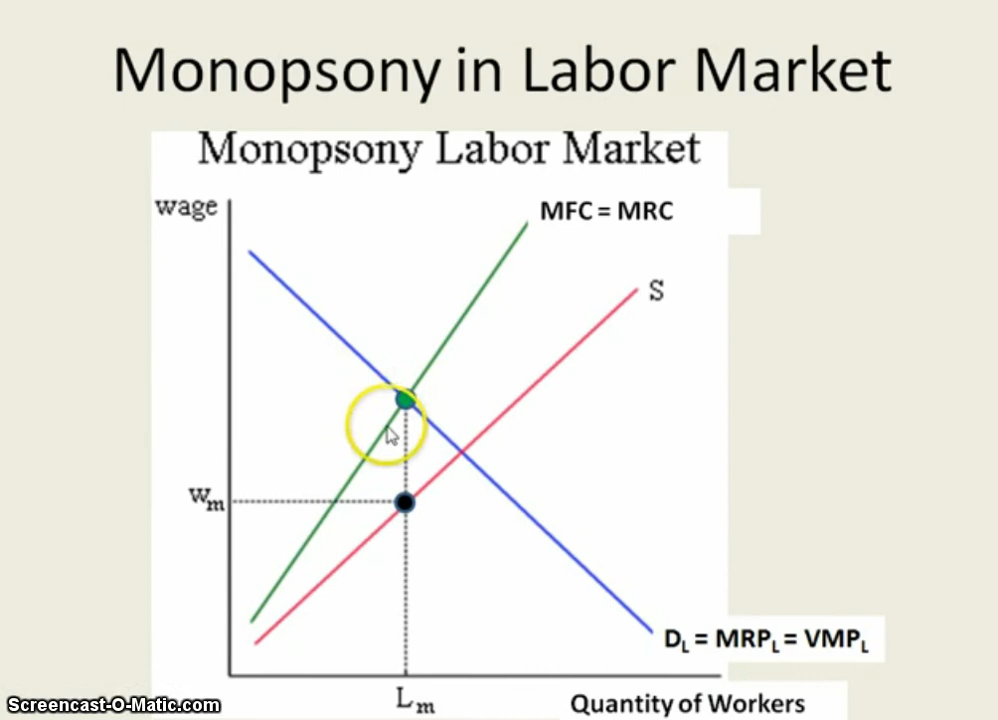 Monopsony in Labor Market
Monopsony Labor Market
wage
MFC = MRC
S
Wm
DL = MRPL = VMPL
Lm
Quantity of Workers
Screencast-O-Matic.com